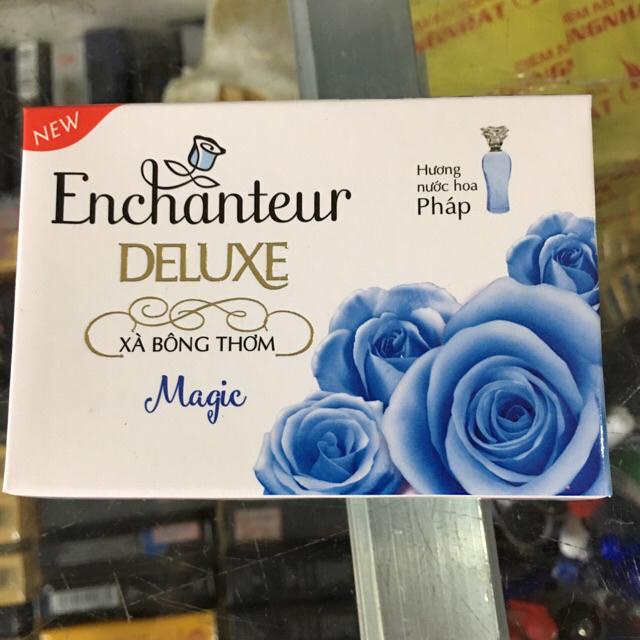 NEW
Enchanteur
DELUXE
XÀ BÔNG THƠM
Magic
Hương
nước hoa
Pháp